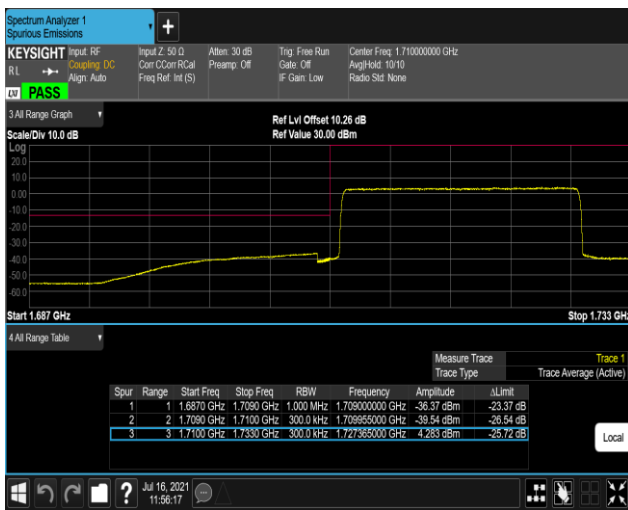 Spectrum Analyzer 1
Spurious Emissions
KEYSIGHT Input: RF Input Z: 50 Ω Atten: 30 dB Trig: Free Run Center Freq: 1.710000000 GHz
Coupling: DC Corr CCorr RCal Preamp: Off Gate: Off Avg|Hold: 10/10
RL Align: Auto Freq Ref: Int (S) IF Gain: Low Radio Std: None
LXI PASS
3 All Range Graph
Ref Lvl Offset 10.26 dB
Scale/Div 10.0 dB Ref Value 30.00 dBm
Log
20.0
10.0
0.00
-10.0
-20.0
-30.0
-40.0
-50.0
-60.0
Start 1.687 GHz Stop 1.733 GHz
4 All Range Table
Measure Trace Trace 1
Trace Type Trace Average (Active)
Spur Range Start Freq Stop Freq RBW Frequency Amplitude ΔLimit
1 1 1.6870 GHz 1.7090 GHz 1.000 MHz 1.709000000 GHz -36.37 dBm -23.37 dB
2 2 1.7090 GHz 1.7100 GHz 300.0 kHz 1.709955000 GHz -39.54 dBm -26.54 dB
3 3 1.7100 GHz 1.7330 GHz 300.0 kHz 1.727365000 GHz 4.283 dBm -25.72 dB
Local
? Jul 16, 2021
11:56:17